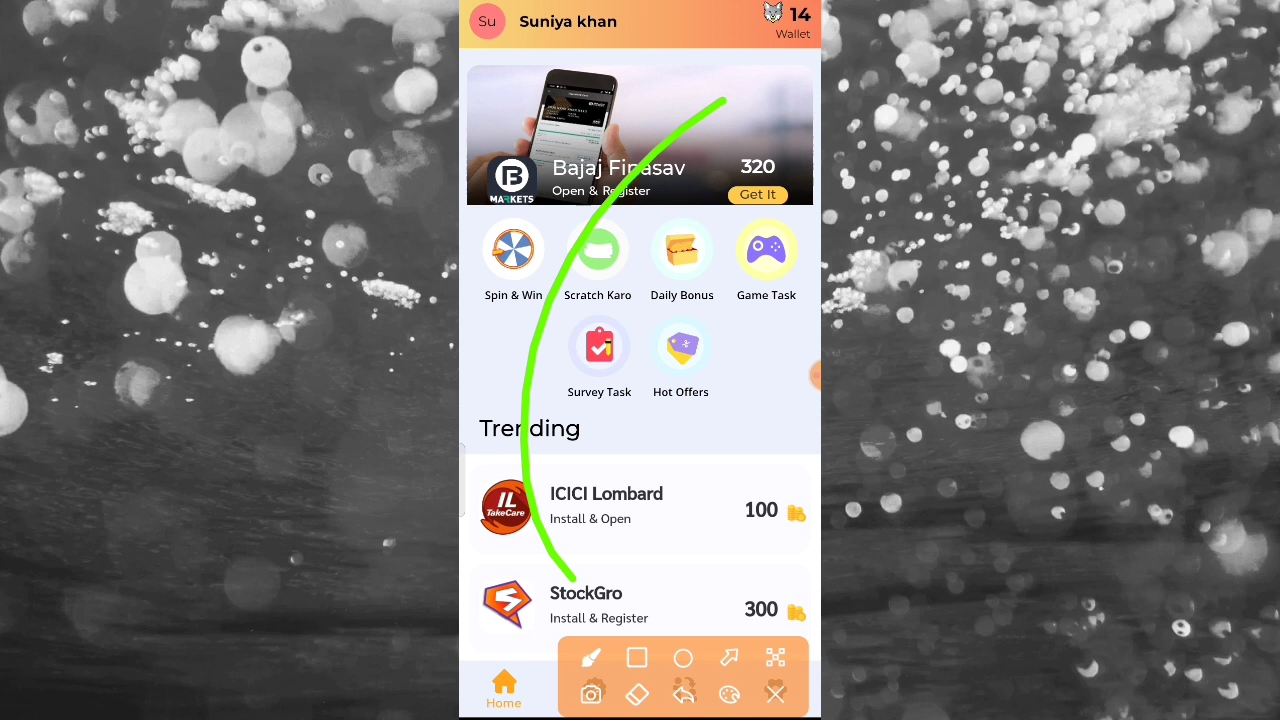 Su
Suniya khan
14
Wallet
Bajaj Finasav
320
Open & Register
Get It
MARKETS
Spin & Win
Scratch Karo
Daily Bonus
Game Task
Survey Task
Hot Offers
Trending
IL
TakeCare
ICICI Lombard
Install & Open
100
StockGro
Install & Register
300
Home